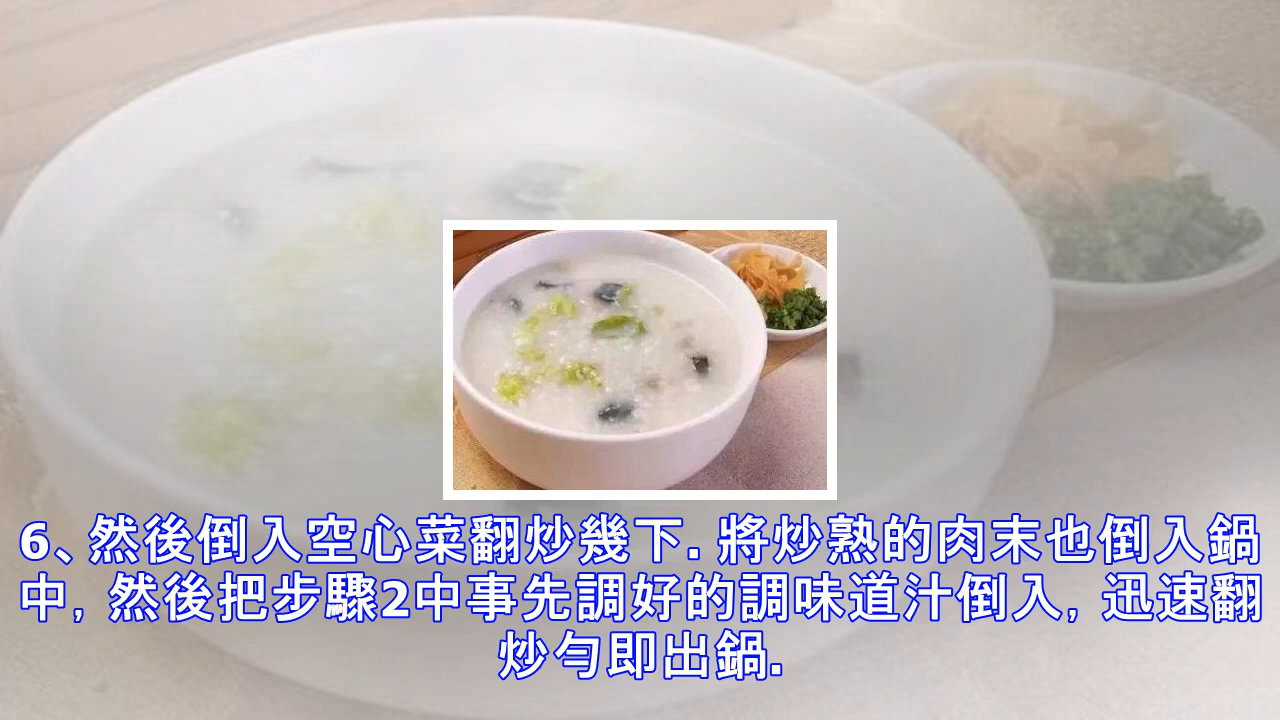 6、然後倒入空心菜翻炒幾下.將炒熟的肉末也倒入鍋
中, 然後把步驟2中事先調好的調味道汁倒入, 迅速翻
炒勻即出鍋.